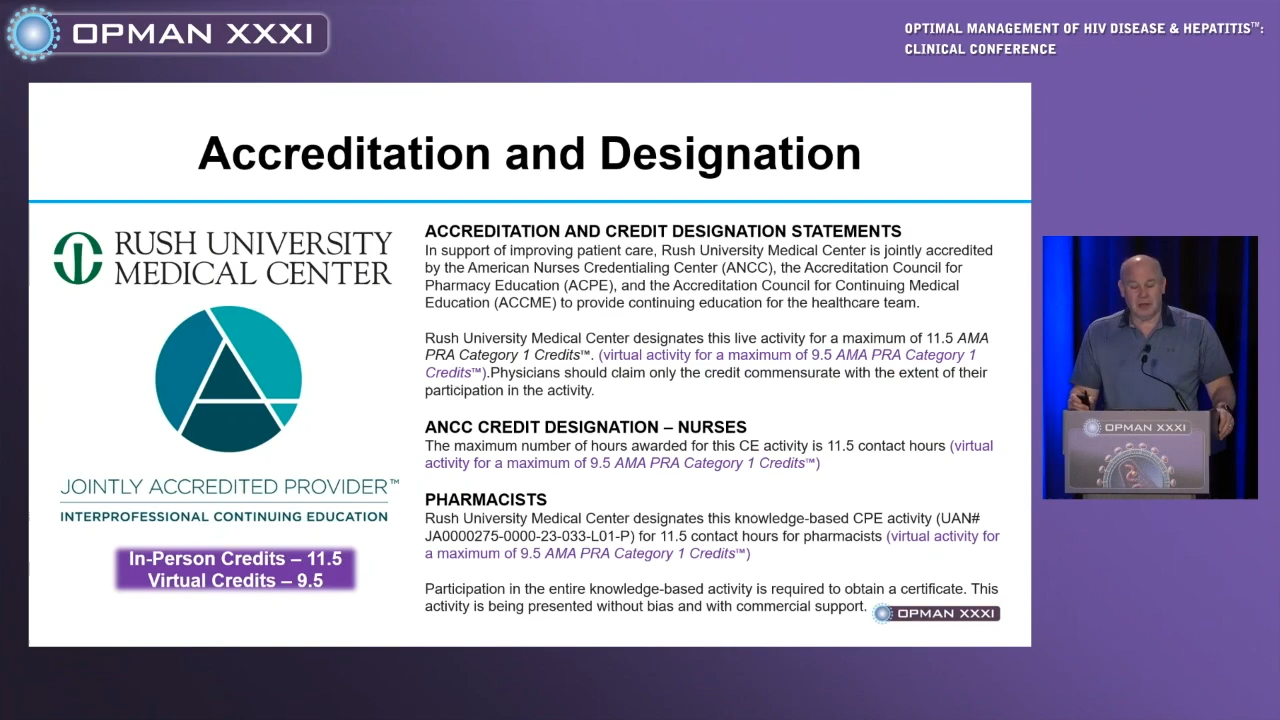 OPMAN XXXI
OPTIMAL MANAGEMENT OF HIV DISEASE & HEPATITIS™:
CLINICAL CONFERENCE
Accreditation and Designation
RUSH UNIVERSITY
MEDICAL CENTER
JOINTLY ACCREDITED PROVIDER™
INTERPROFESSIONAL CONTINUING EDUCATION
In-Person Credits – 11.5
Virtual Credits – 9.5
ACCREDITATION AND CREDIT DESIGNATION STATEMENTS
In support of improving patient care, Rush University Medical Center is jointly accredited
by the American Nurses Credentialing Center (ANCC), the Accreditation Council for
Pharmacy Education (ACPE), and the Accreditation Council for Continuing Medical
Education (ACCME) to provide continuing education for the healthcare team.
Rush University Medical Center designates this live activity for a maximum of 11.5 AMA
PRA Category 1 Credits™. (virtual activity for a maximum of 9.5 AMA PRA Category 1
Credits™).Physicians should claim only the credit commensurate with the extent of their
participation in the activity.
ANCC CREDIT DESIGNATION – NURSES
The maximum number of hours awarded for this CE activity is 11.5 contact hours (virtual
activity for a maximum of 9.5 AMA PRA Category 1 Credits™)
PHARMACISTS
Rush University Medical Center designates this knowledge-based CPE activity (UAN#
JA0000275-0000-23-033-L01-P) for 11.5 contact hours for pharmacists (virtual activity for
a maximum of 9.5 AMA PRA Category 1 Credits™)
Participation in the entire knowledge-based activity is required to obtain a certificate. This
activity is being presented without bias and with commercial support.
OPMAN XXXI
OPMAN XXXI